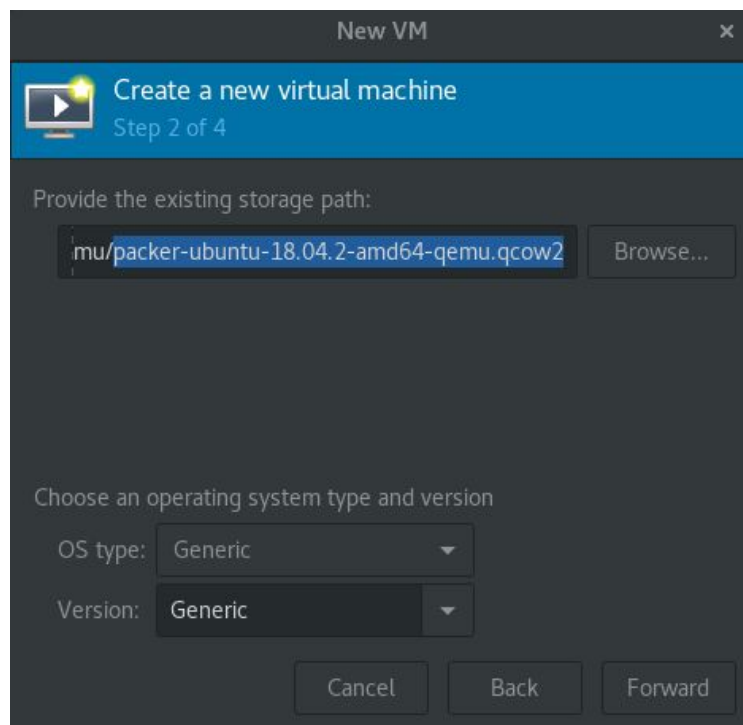 New VM ×
Create a new virtual machine
Step 2 of 4
Provide the existing storage path:
mu/packer-ubuntu-18.04.2-amd64-qemu.qcow2 Browse...
Choose an operating system type and version
OS type: Generic
Version: Generic
Cancel Back Forward